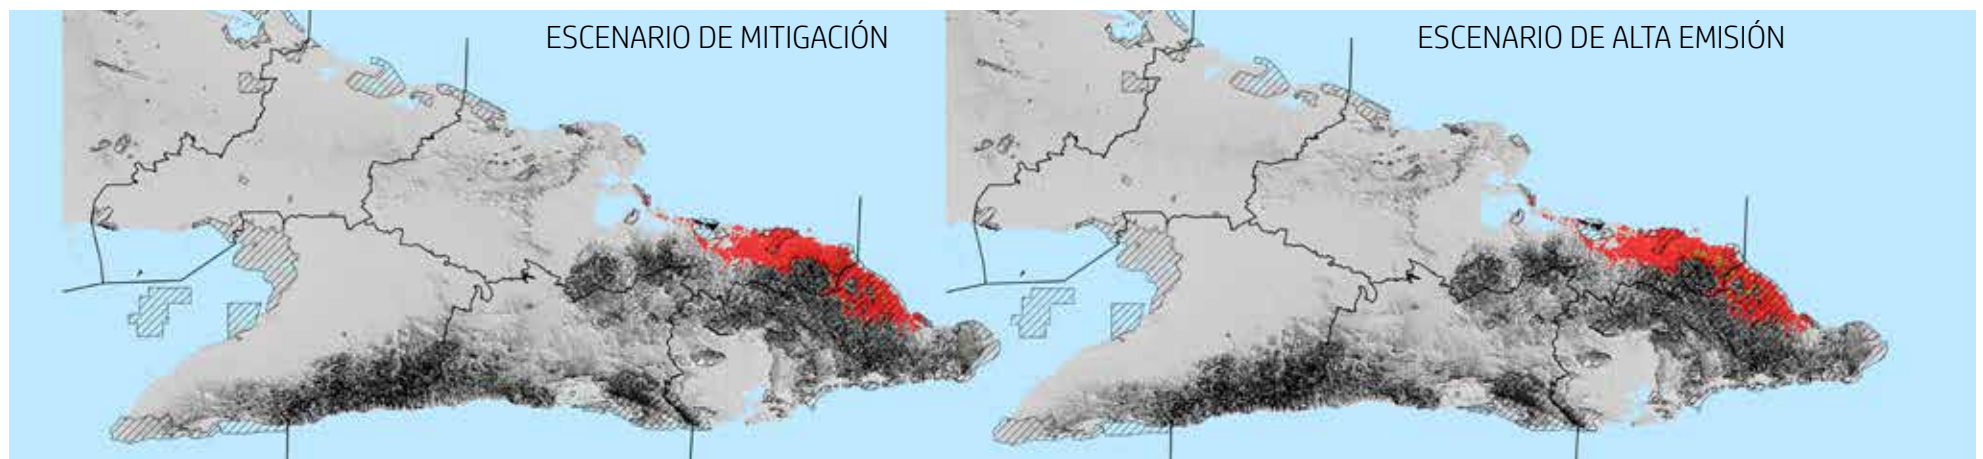 ESCENARIO DE MITIGACIÓN
ESCENARIO DE ALTA EMISIÓN